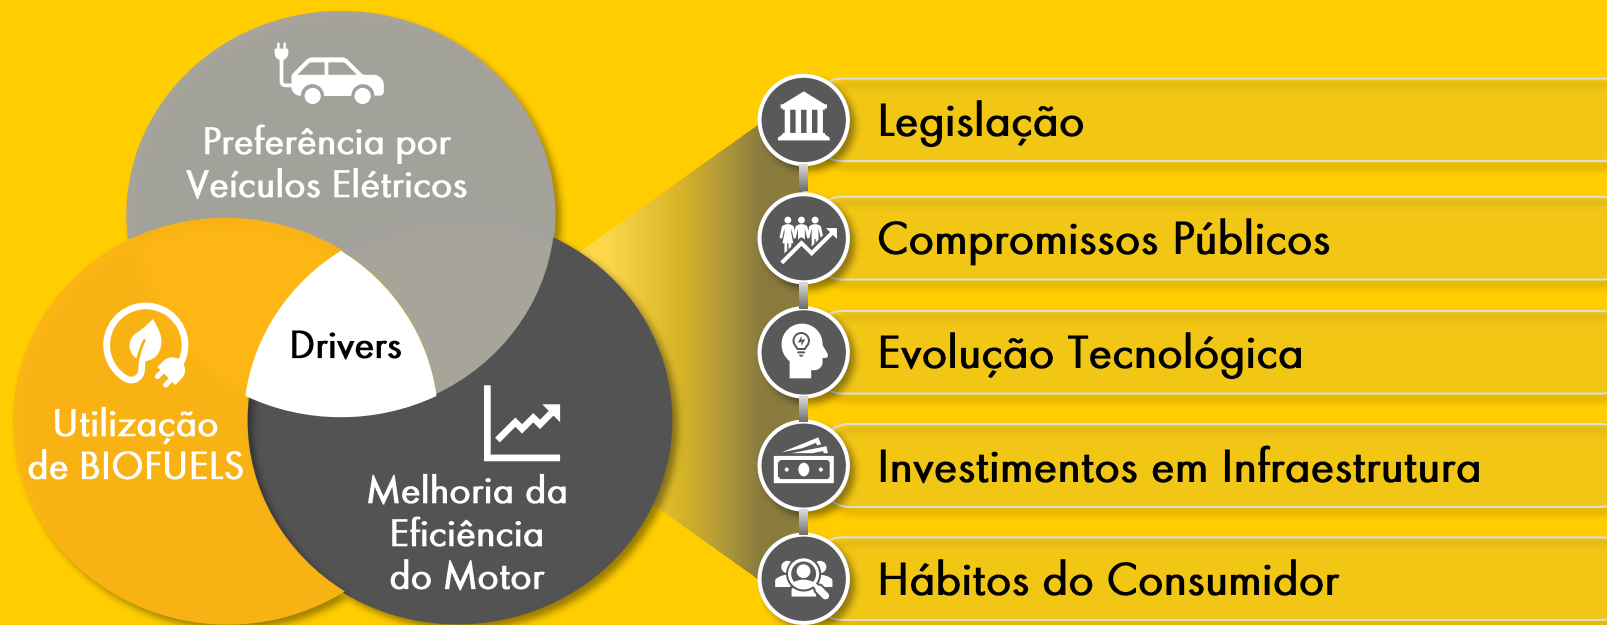 Preferência por
Veículos Elétricos
Drivers
Utilização
de BIOFUELS
Melhoria da
Eficiência
do Motor
Legislação
Compromissos Públicos
Evolução Tecnológica
Investimentos em Infraestrutura
Hábitos do Consumidor